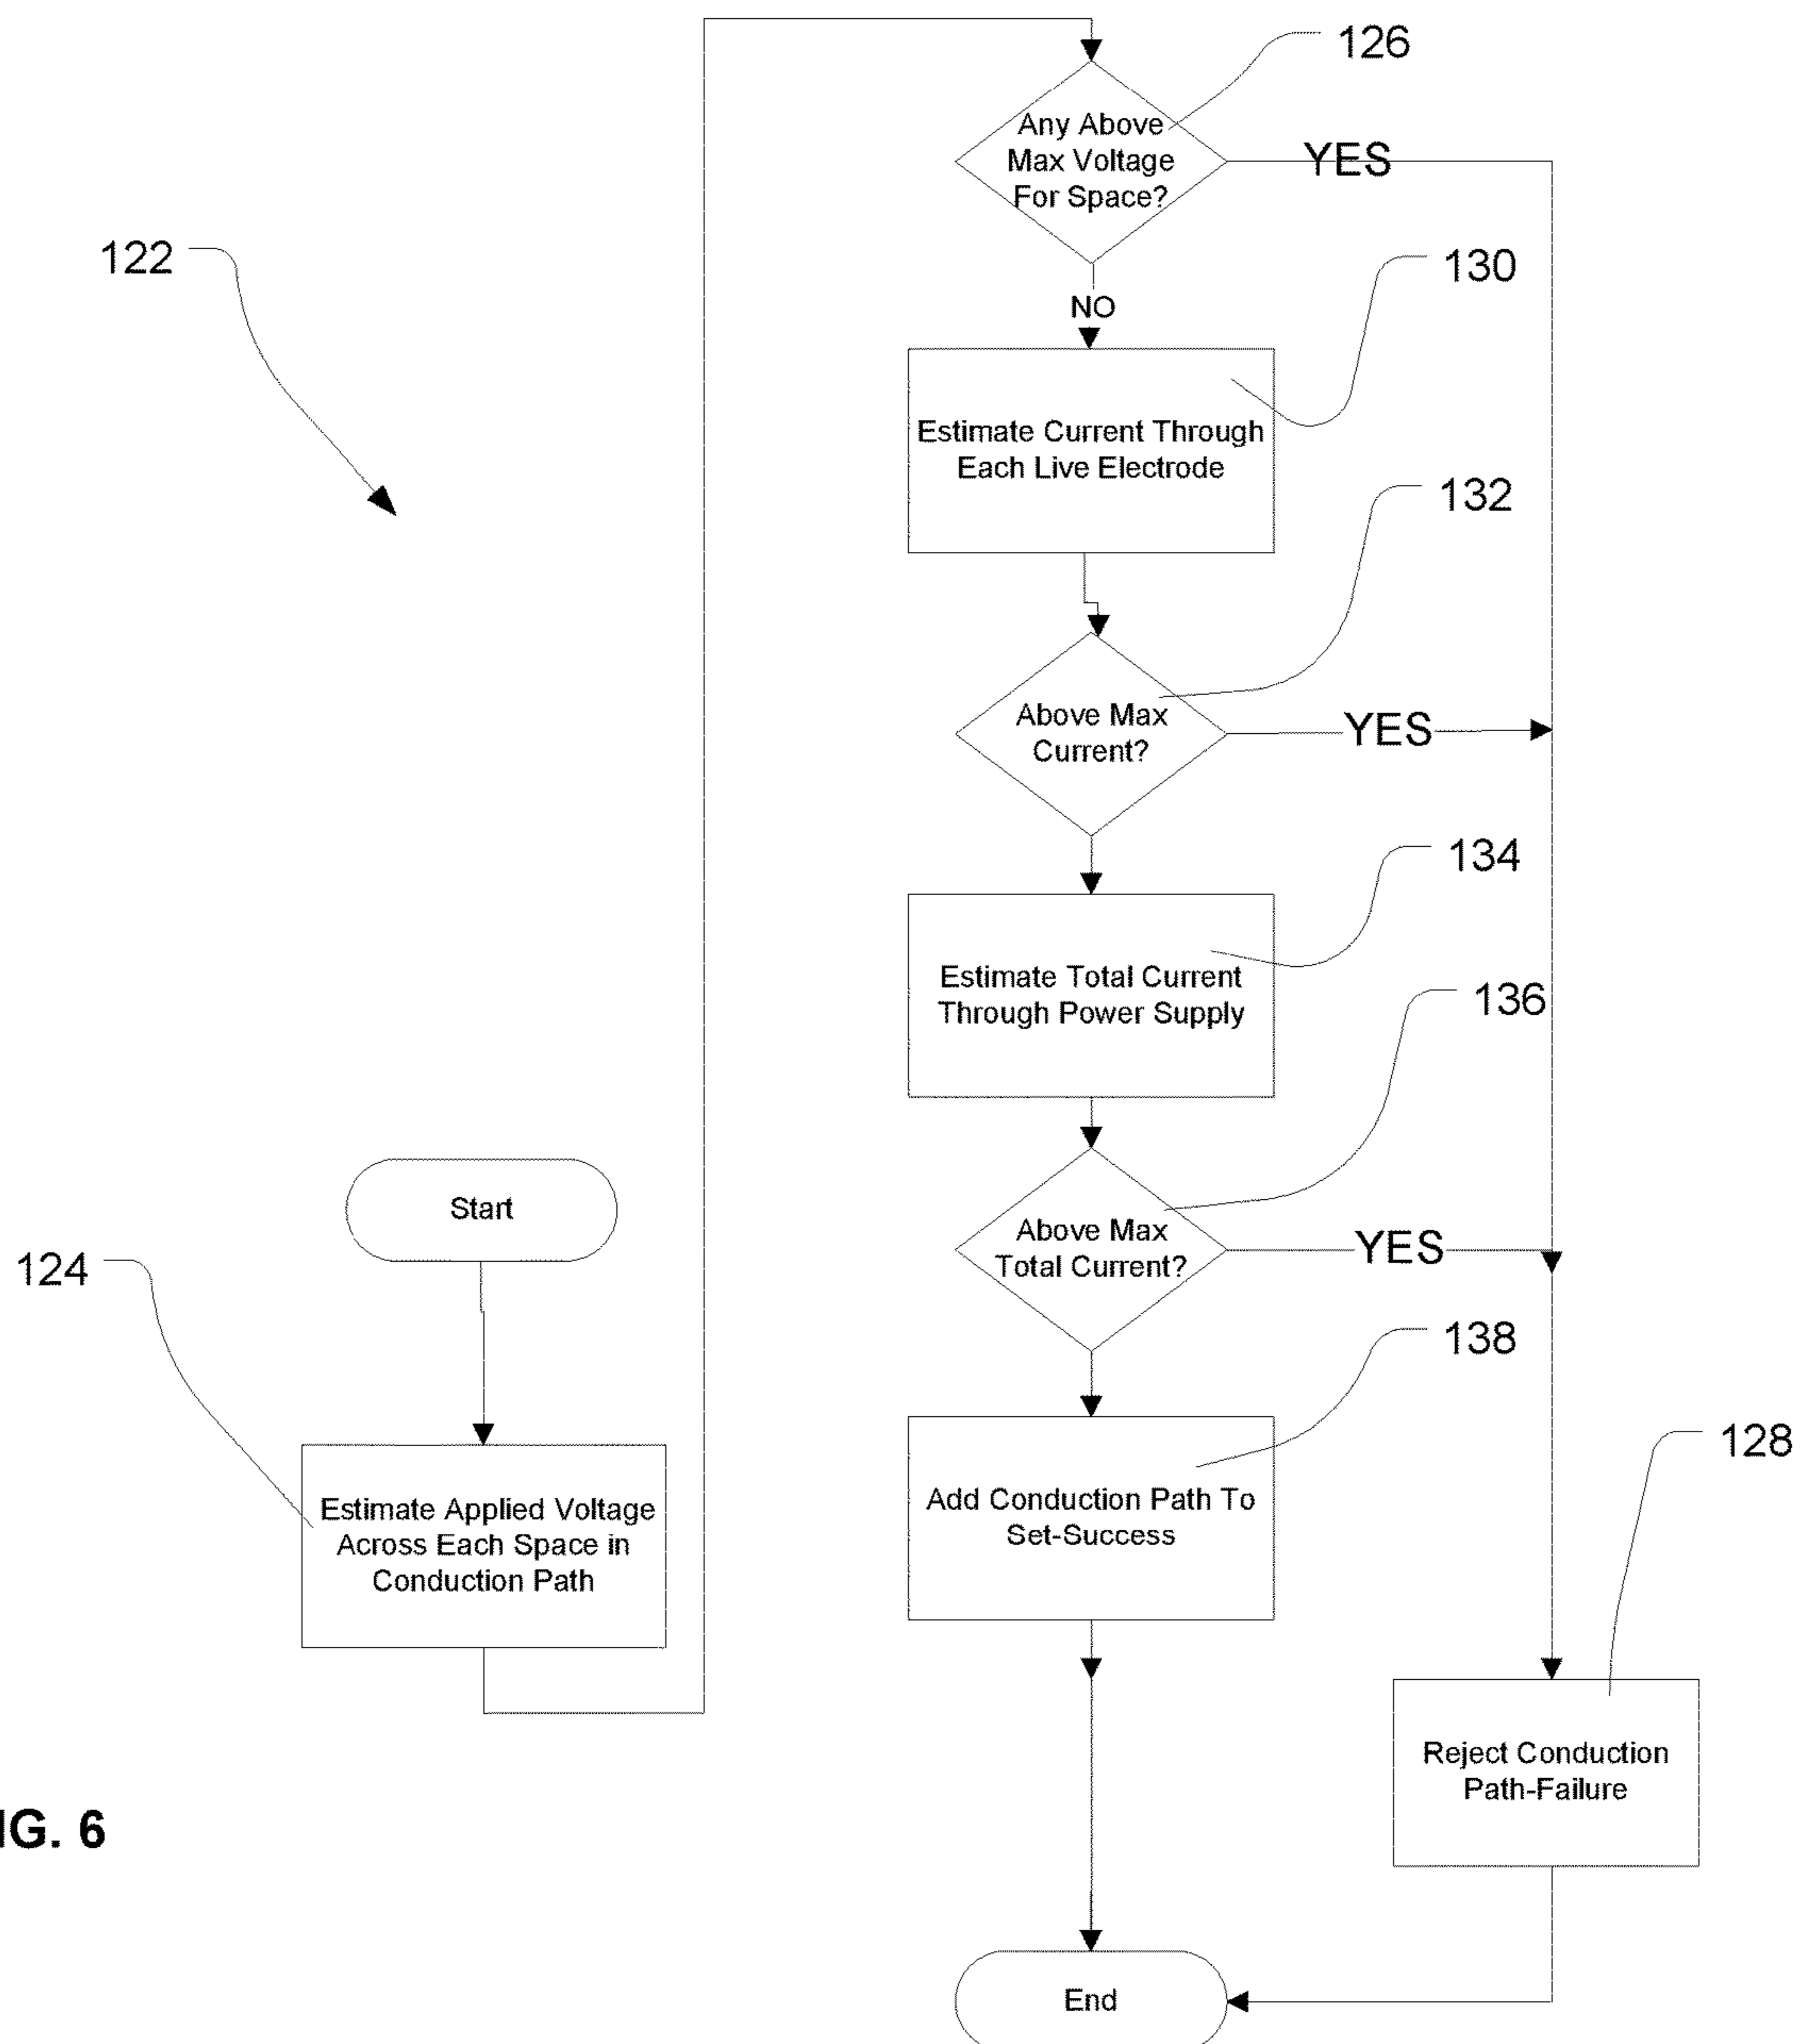 126
Any Above
Max Voltage
For Space?
YES
122
130
NO
Estimate Current Through
Each Live Electrode
132
Above Max
Current?
YES
134
Estimate Total Current
Through Power Supply
136
Start
Above Max
Total Current?
YES
124
138
128
Estimate Applied Voltage
Across Each Space in
Conduction Path
Add Conduction Path To
Set-Success
Reject Conduction
Path-Failure
IG. 6
End